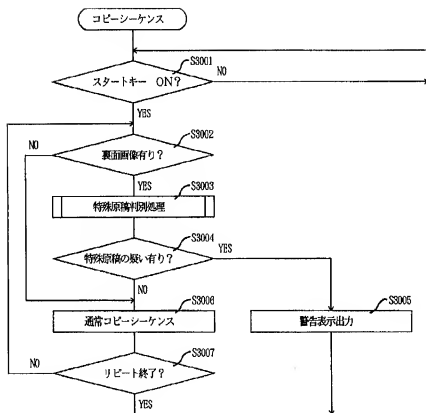 コピーシーケンス
S3001
スタートキー ON?
NO
YES
S3002
NO
裏面画像有り?
YES
S3003
特殊原稿判別処理
S3004
特殊原稿の疑い有り?
YES
NO
S3006
S3005
通常コピーシーケンス
警告表示出力
S3007
NO
リピート終了?
YES